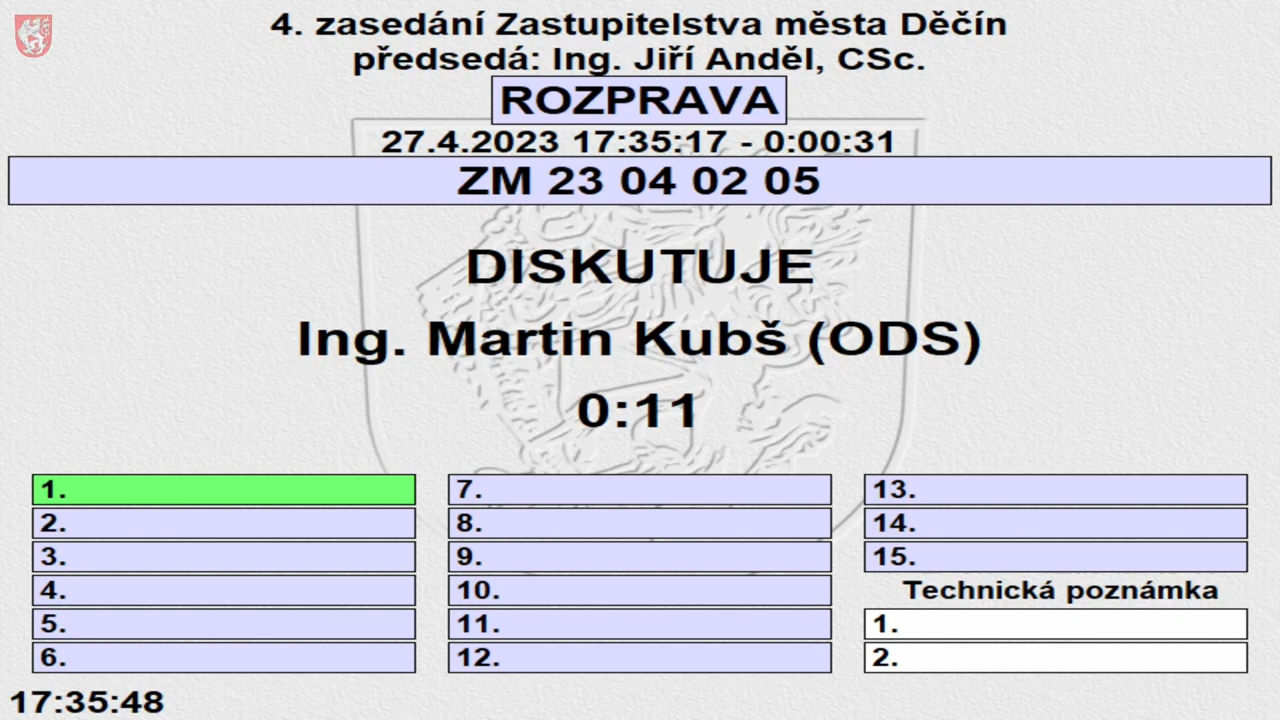 4. zasedání Zastupitelstva města Děčín
předsedá: Ing. Jiří Anděl, CSc.
ROZPRAVA
27.4.2023 17:35:17 - 0:00:31
ZM 23 04 02 05
DISKUTUJE
Ing. Martin Kubš (ODS)
0:11
1.
2.
3.
4.
5.
6.
7.
8.
9.
10.
11.
12.
13.
14.
15.
Technická poznámka
1.
2.
17:35:48